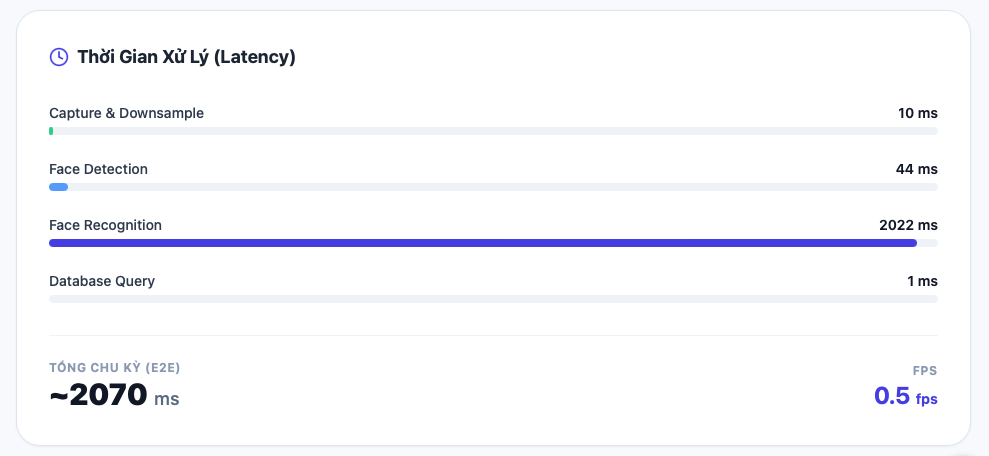 Thời Gian Xử Lý (Latency)
Capture & Downsample 10 ms
Face Detection 44 ms
Face Recognition 2022 ms
Database Query 1 ms
TỔNG CHU KỲ (E2E) FPS
~2070 ms 0.5 fps